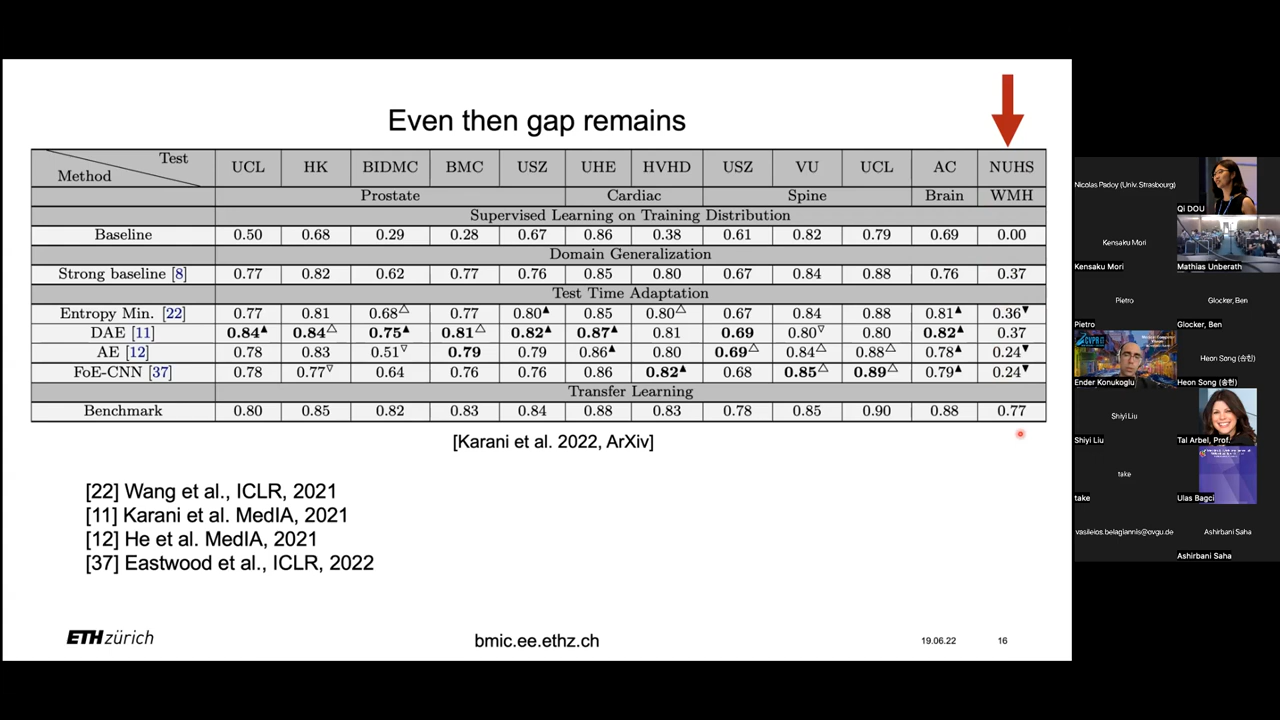 Even then gap remains
Test
Method
UCL HK BIDMC BMC USZ UHE HVHD USZ VU UCL AC NUHS
Prostate Cardiac Spine Brain WMH
Supervised Learning on Training Distribution
Baseline 0.50 0.68 0.29 0.28 0.67 0.86 0.38 0.61 0.82 0.79 0.69 0.00
Domain Generalization
Strong baseline [8] 0.77 0.82 0.62 0.77 0.76 0.85 0.80 0.67 0.84 0.88 0.76 0.37
Test Time Adaptation
Entropy Min. [22] 0.77 0.81 0.68△ 0.77 0.80▲ 0.85 0.80△ 0.67 0.84 0.88 0.81▲ 0.36▼
DAE [11] 0.84▲ 0.84△ 0.75▲ 0.81△ 0.82▲ 0.87▲ 0.81 0.69 0.80▽ 0.80 0.82▲ 0.37
AE [12] 0.78 0.83 0.51▽ 0.79 0.79 0.86▲ 0.80 0.69△ 0.84△ 0.88△ 0.78▲ 0.24▼
FoE-CNN [37] 0.78 0.77▽ 0.64 0.76 0.76 0.86 0.82▲ 0.68 0.85△ 0.89△ 0.79▲ 0.24▼
Transfer Learning
Benchmark 0.80 0.85 0.82 0.83 0.84 0.88 0.83 0.78 0.85 0.90 0.88 0.77
[Karani et al. 2022, ArXiv]
[22] Wang et al., ICLR, 2021
[11] Karani et al. MedIA, 2021
[12] He et al. MedIA, 2021
[37] Eastwood et al., ICLR, 2022
ETH zürich
bmic.ee.ethz.ch
19.06.22
16
Nicolas Padoy (Univ. Strasbourg)
Qi DOU
Kensaku Mori
Kensaku Mori
Mathias Unberath
Pietro
Pietro
Glocker, Ben
Glocker, Ben
CVPR
Ender Konukoglu
Heon Song (송헌)
Heon Song (송헌)
Shiyi Liu
Shiyi Liu
Tal Arbel, Prof.
take
take
Ulas Bagci
vasileios.belagiannis@ovgu.de
Ashirbani Saha
Ashirbani Saha